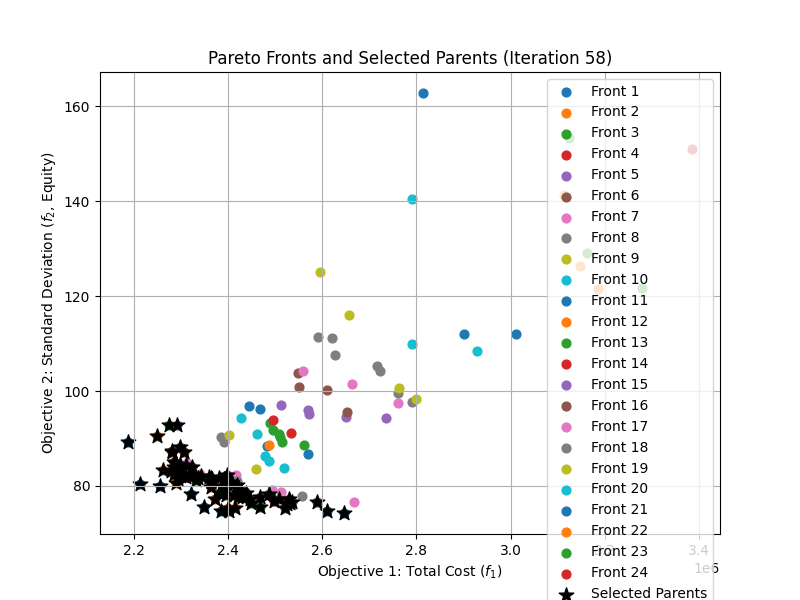 Pareto Fronts and Selected Parents (Iteration 58)
Objective 2: Standard Deviation (f₂, Equity)
160
140
120
100
80
2.2
2.4
2.6
2.8
3.0
3.2
3.4
1e6
Objective 1: Total Cost (f₁)
Front 1
Front 2
Front 3
Front 4
Front 5
Front 6
Front 7
Front 8
Front 9
Front 10
Front 11
Front 12
Front 13
Front 14
Front 15
Front 16
Front 17
Front 18
Front 19
Front 20
Front 21
Front 22
Front 23
Front 24
Selected Parents